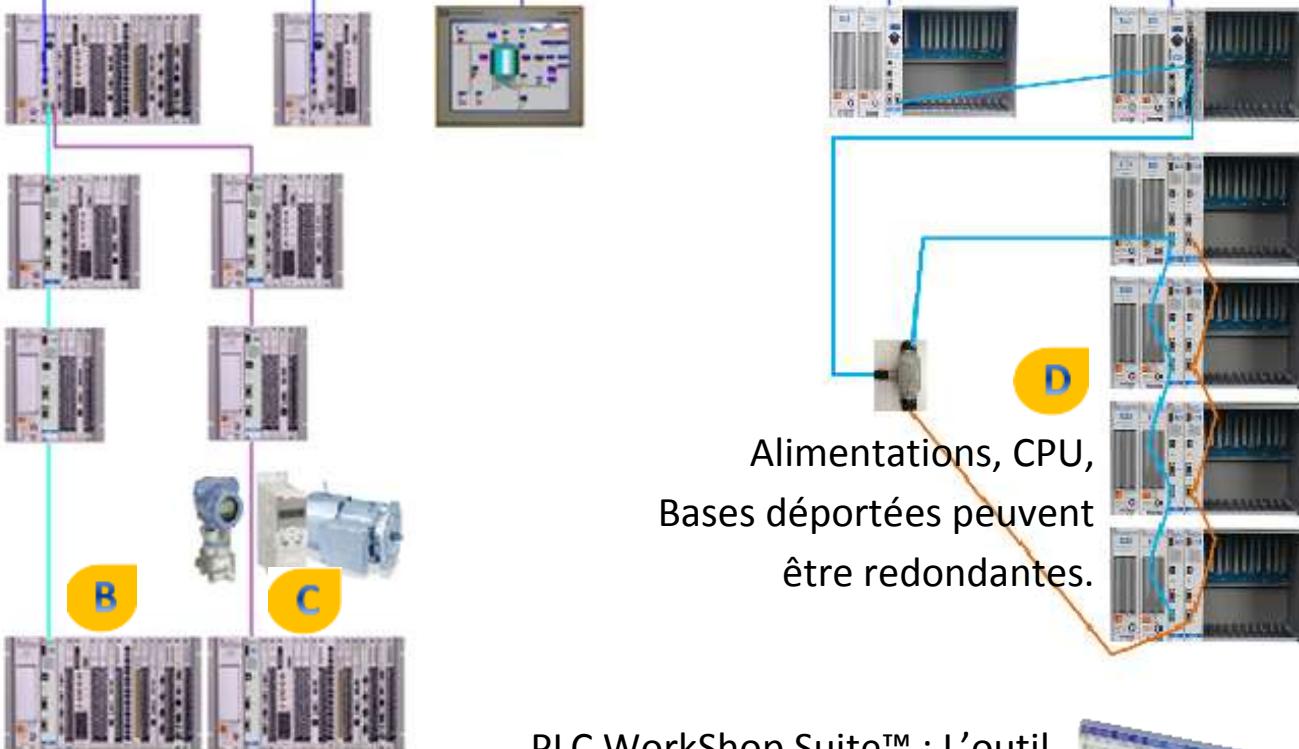 D
Alimentations, CPU,
Bases déportées peuvent
être redondantes.
B
C
PLC WorkShop Suite™ : L'outil